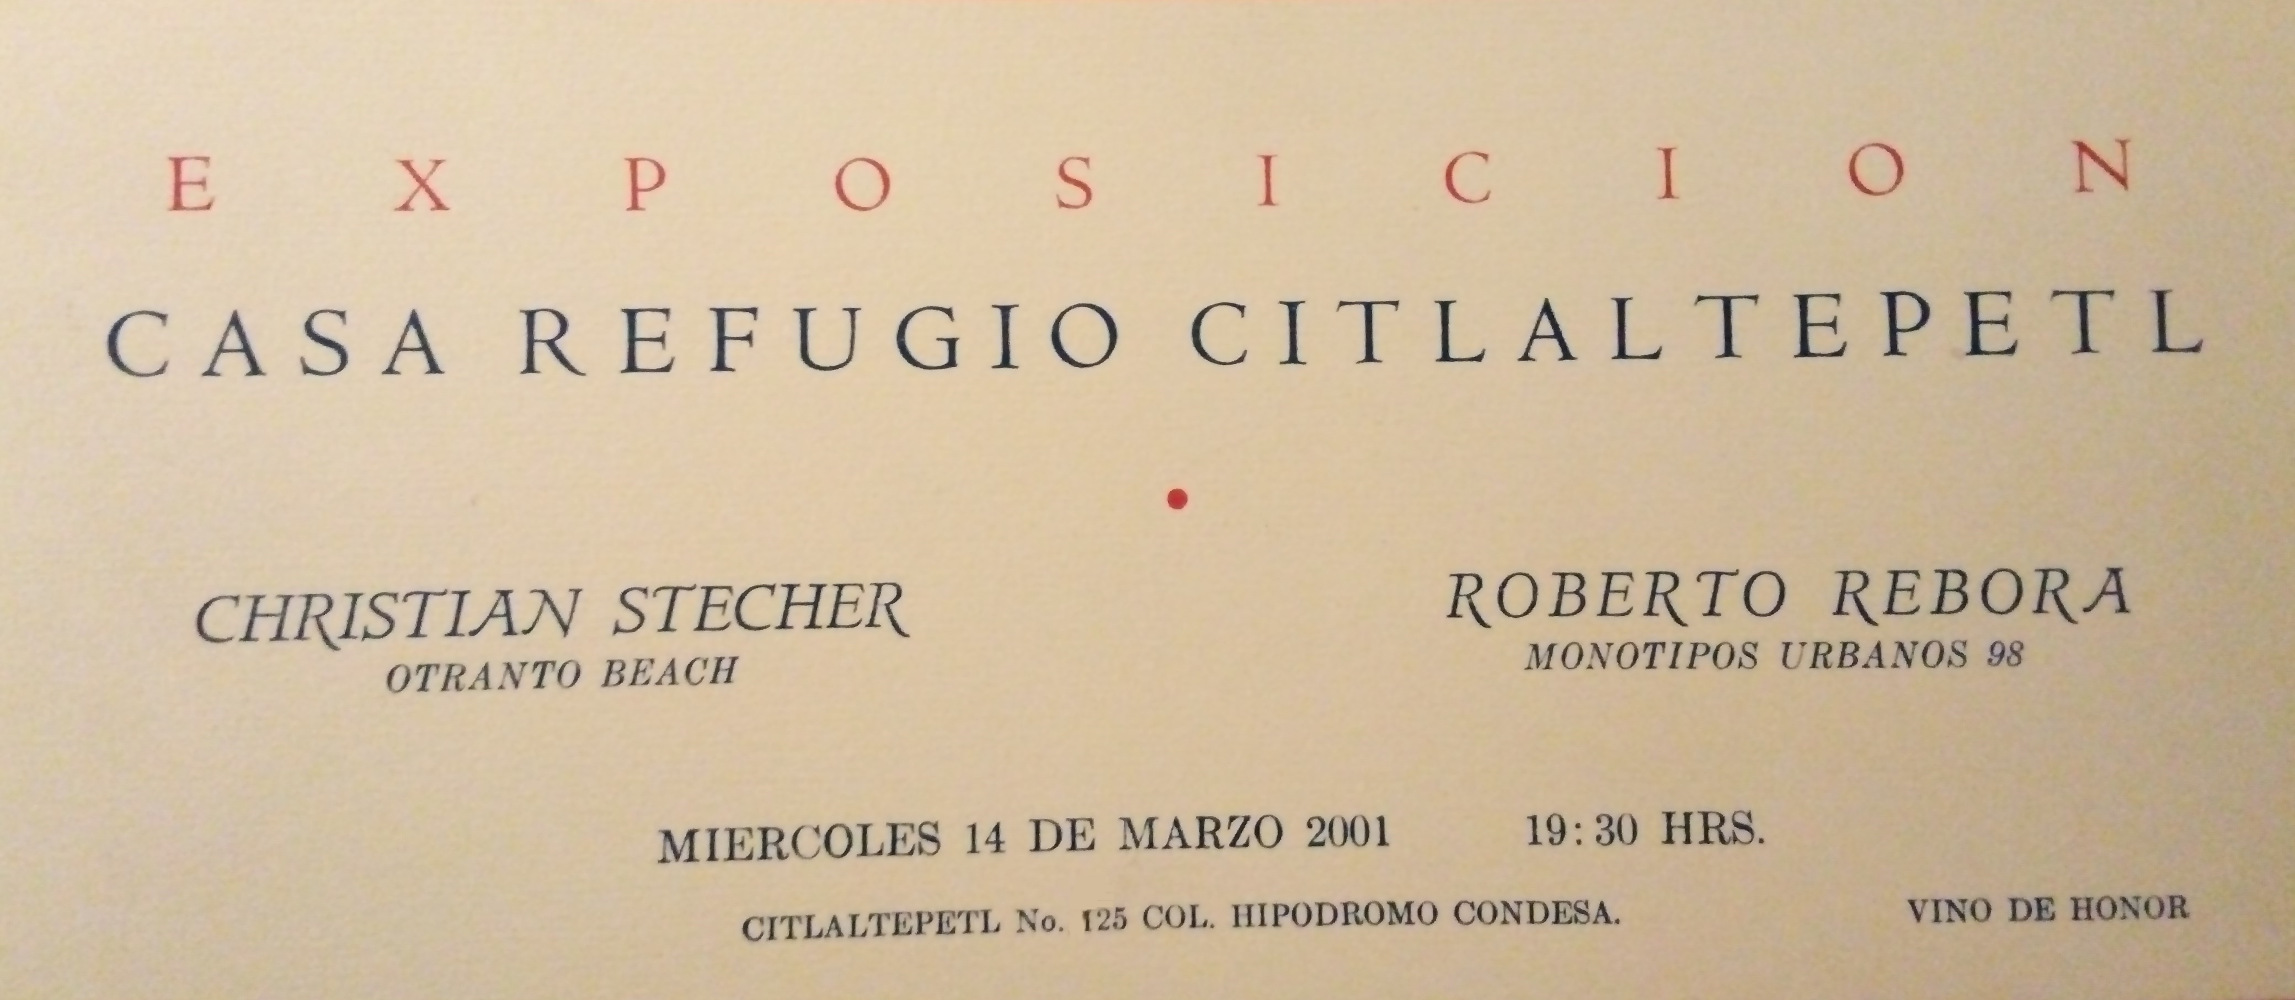 EXPOSICION
CASA REFUGIO CITLALTEPETL
CHRISTIAN STECHER
OTRANTO BEACH
ROBERTO REBORA
MONOTIPOS URBANOS 98
MIERCOLES 14 DE MARZO 2001 19:30 HRS.
CITLALTEPETL No. 125 COL. HIPODROMO CONDESA. VINO DE HONOR